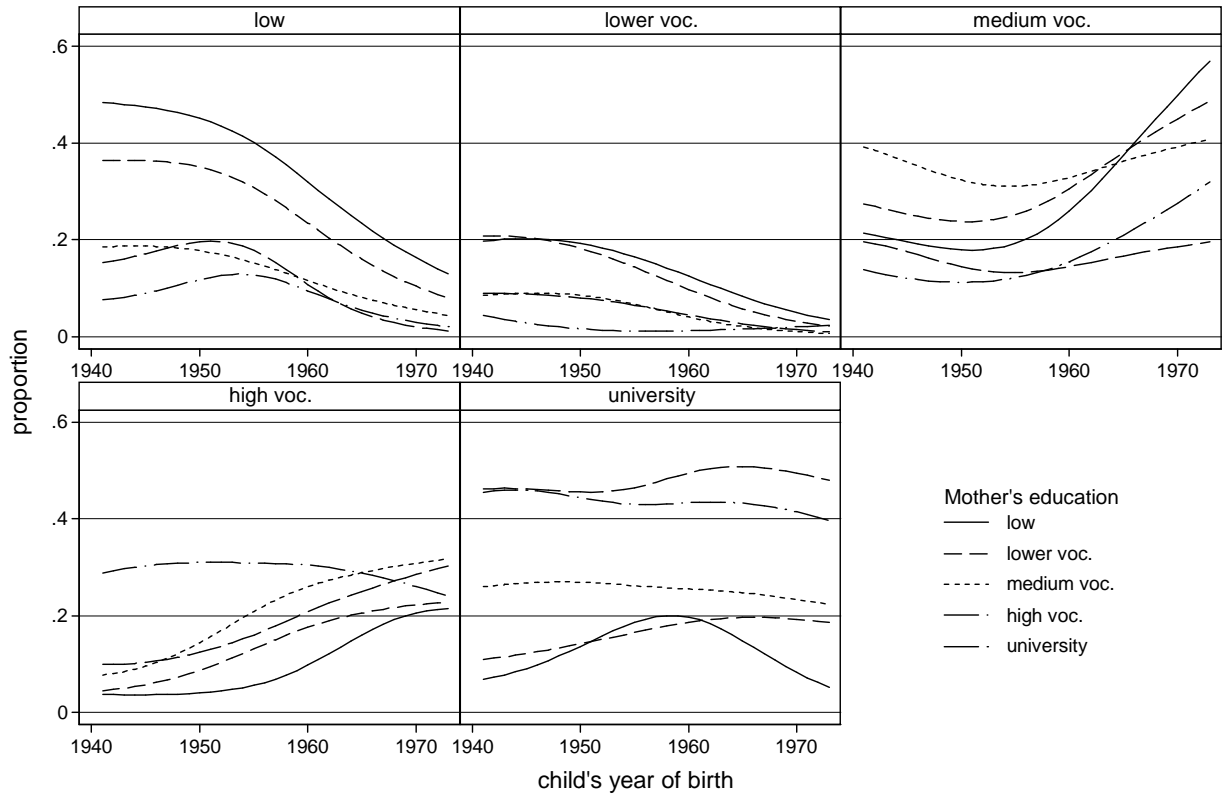 low
lower voc.
medium voc.
.6
.4
.2
0
1940 1950 1960 1970
1940 1950 1960 1970
1940 1950 1960 1970
high voc.
university
.6
.4
.2
0
1940 1950 1960 1970
1940 1950 1960 1970
proportion
child's year of birth
Mother's education
low
lower voc.
medium voc.
high voc.
university